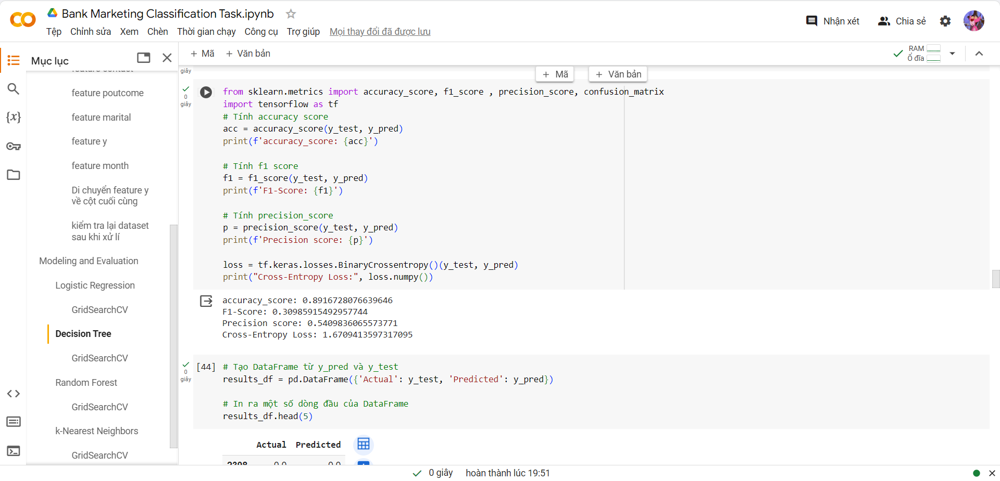 Bank Marketing Classification Task.ipynb
Tệp Chỉnh sửa Xem Chèn Thời gian chạy Công cụ Trợ giúp Mọi thay đổi đã được lưu
Nhận xét
Chia sẻ
Mục lục
feature contact
feature poutcome
feature marital
feature y
feature month
Di chuyển feature y
về cột cuối cùng
kiểm tra lại dataset
sau khi xử lí
Modeling and Evaluation
Logistic Regression
GridSearchCV
Decision Tree
GridSearchCV
Random Forest
GridSearchCV
k-Nearest Neighbors
GridSearchCV
+ Mã + Văn bản
RAM
Ổ đĩa
giây
+ Mã + Văn bản
0
giây
from sklearn.metrics import accuracy_score, f1_score , precision_score, confusion_matrix
import tensorflow as tf
# Tính accuracy score
acc = accuracy_score(y_test, y_pred)
print(f'accuracy_score: {acc}')
# Tính f1 score
f1 = f1_score(y_test, y_pred)
print(f'F1-Score: {f1}')
# Tính precision_score
p = precision_score(y_test, y_pred)
print(f'Precision score: {p}')
loss = tf.keras.losses.BinaryCrossentropy()(y_test, y_pred)
print("Cross-Entropy Loss:", loss.numpy())
accuracy_score: 0.8916728076639646
F1-Score: 0.30985915492957744
Precision score: 0.5409836065573771
Cross-Entropy Loss: 1.6709413597317095
0
giây
[44] # Tạo DataFrame từ y_pred và y_test
results_df = pd.DataFrame({'Actual': y_test, 'Predicted': y_pred})
# In ra một số dòng đầu của DataFrame
results_df.head(5)
Actual Predicted
2398 0.0 0.0
0 giây hoàn thành lúc 19:51